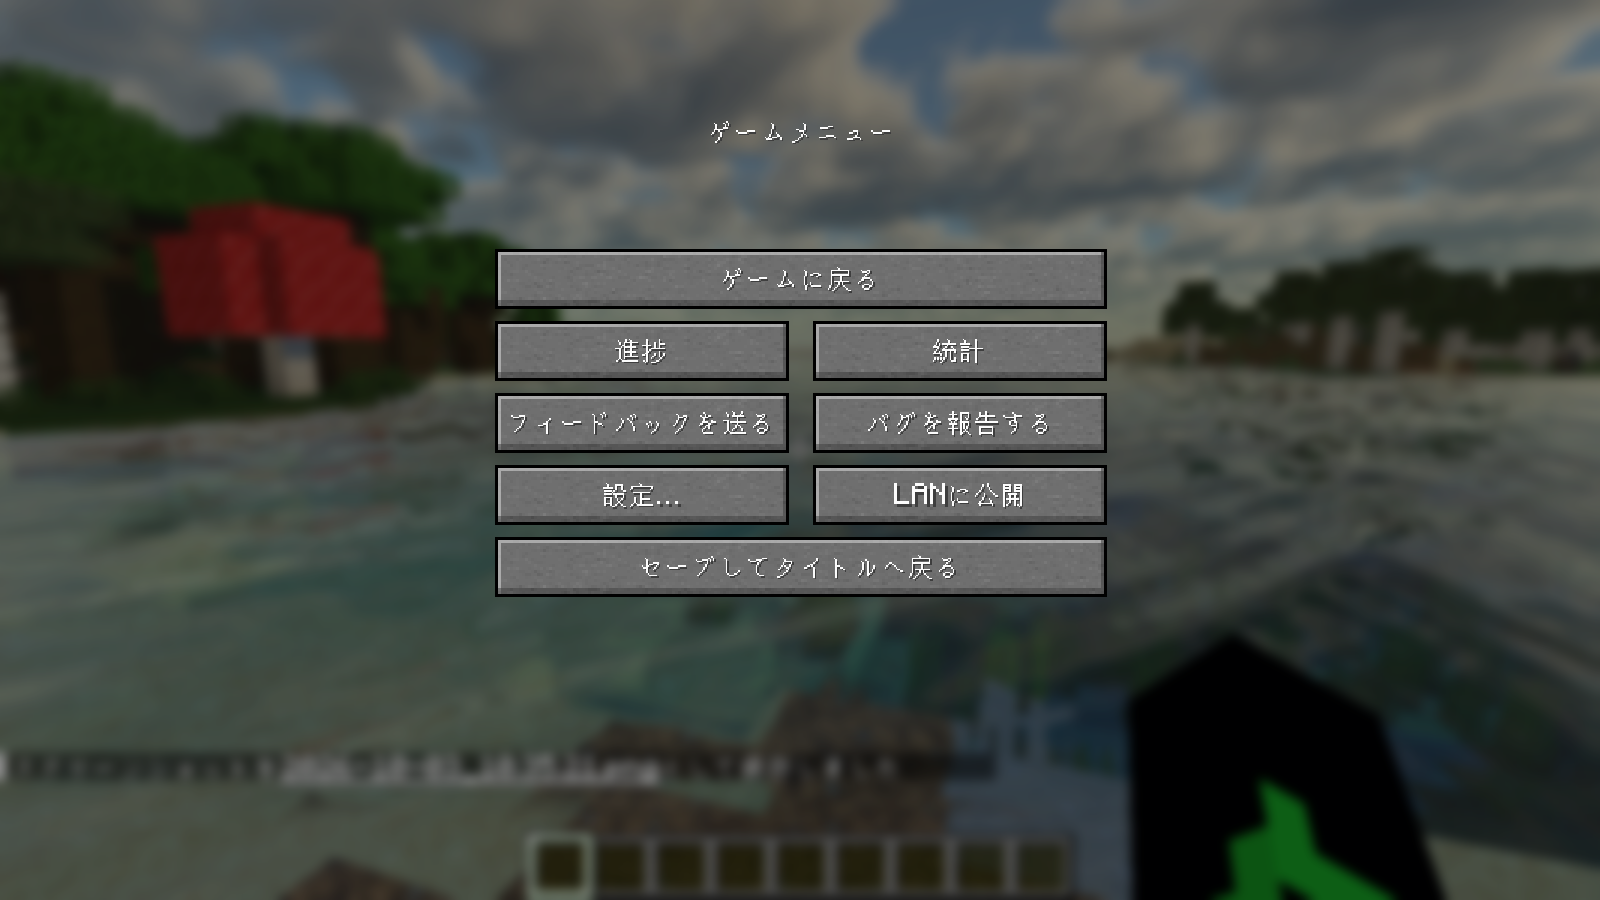 ゲームメニュー
ゲームに戻る
進捗
統計
フィードバックを送る
バグを報告する
設定...
LANに公開
セーブしてタイトルへ戻る